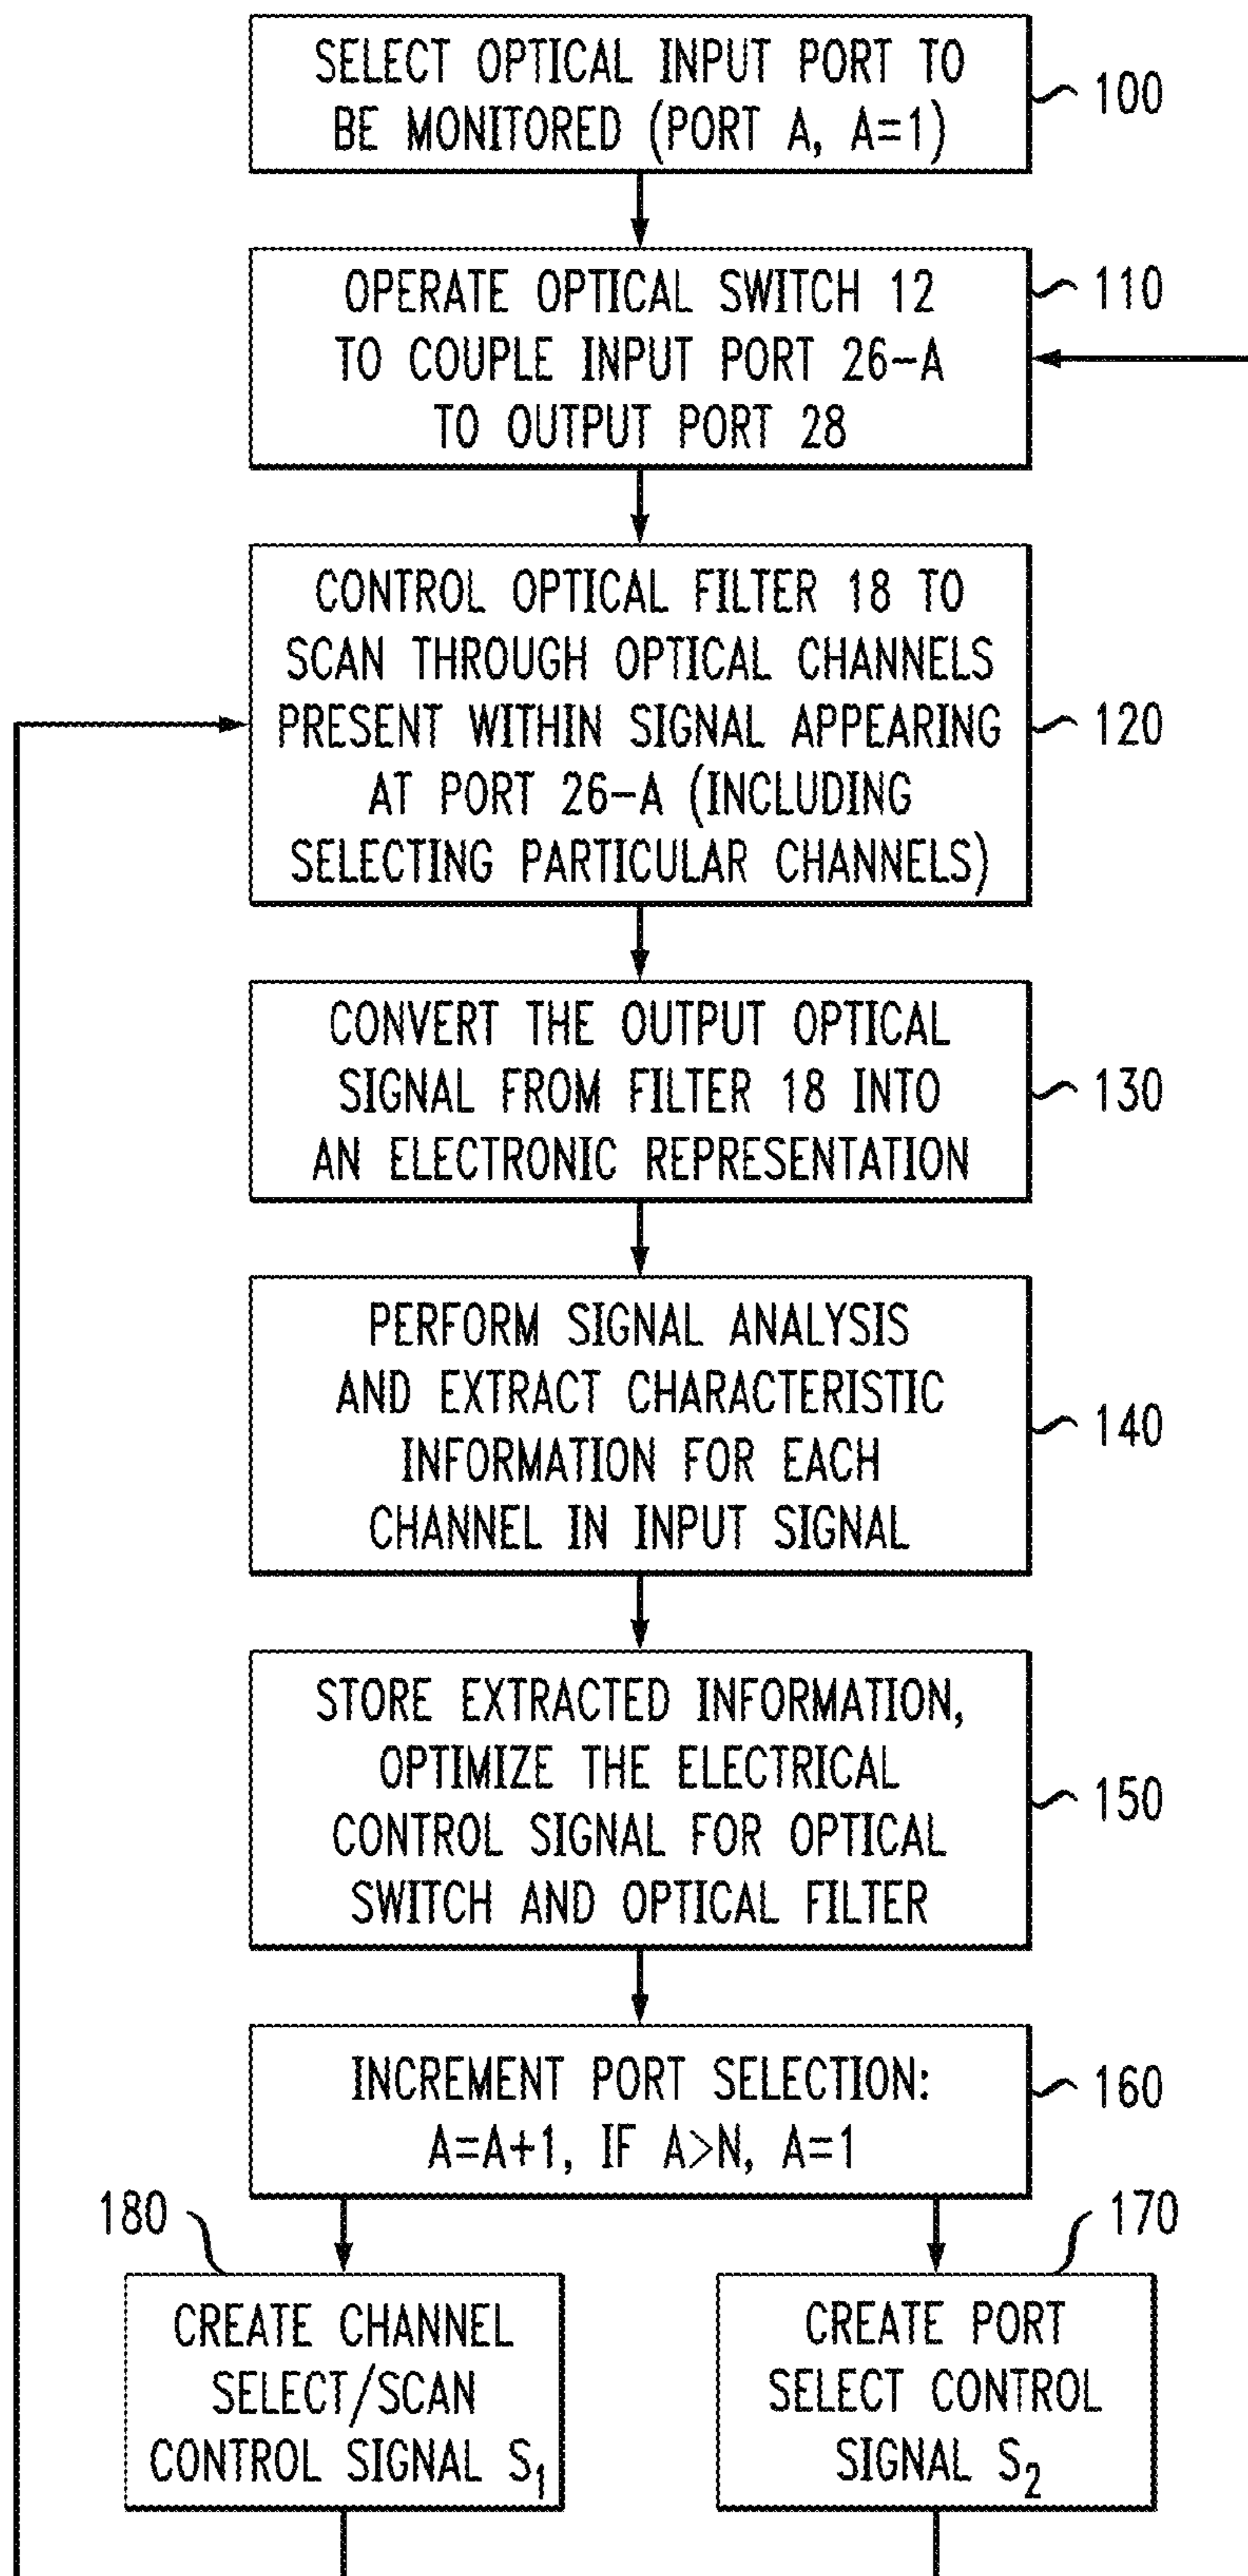 SELECT OPTICAL INPUT PORT TO
BE MONITORED (PORT A, A=1)
100
OPERATE OPTICAL SWITCH 12
TO COUPLE INPUT PORT 26-A
TO OUTPUT PORT 28
110
CONTROL OPTICAL FILTER 18 TO
SCAN THROUGH OPTICAL CHANNELS
PRESENT WITHIN SIGNAL APPEARING
AT PORT 26-A (INCLUDING
SELECTING PARTICULAR CHANNELS)
120
CONVERT THE OUTPUT OPTICAL
SIGNAL FROM FILTER 18 INTO
AN ELECTRONIC REPRESENTATION
130
PERFORM SIGNAL ANALYSIS
AND EXTRACT CHARACTERISTIC
INFORMATION FOR EACH
CHANNEL IN INPUT SIGNAL
140
STORE EXTRACTED INFORMATION,
OPTIMIZE THE ELECTRICAL
CONTROL SIGNAL FOR OPTICAL
SWITCH AND OPTICAL FILTER
150
INCREMENT PORT SELECTION:
A=A+1, IF A>N, A=1
160
180
CREATE CHANNEL
SELECT/SCAN
CONTROL SIGNAL S₁
170
CREATE PORT
SELECT CONTROL
SIGNAL S₂